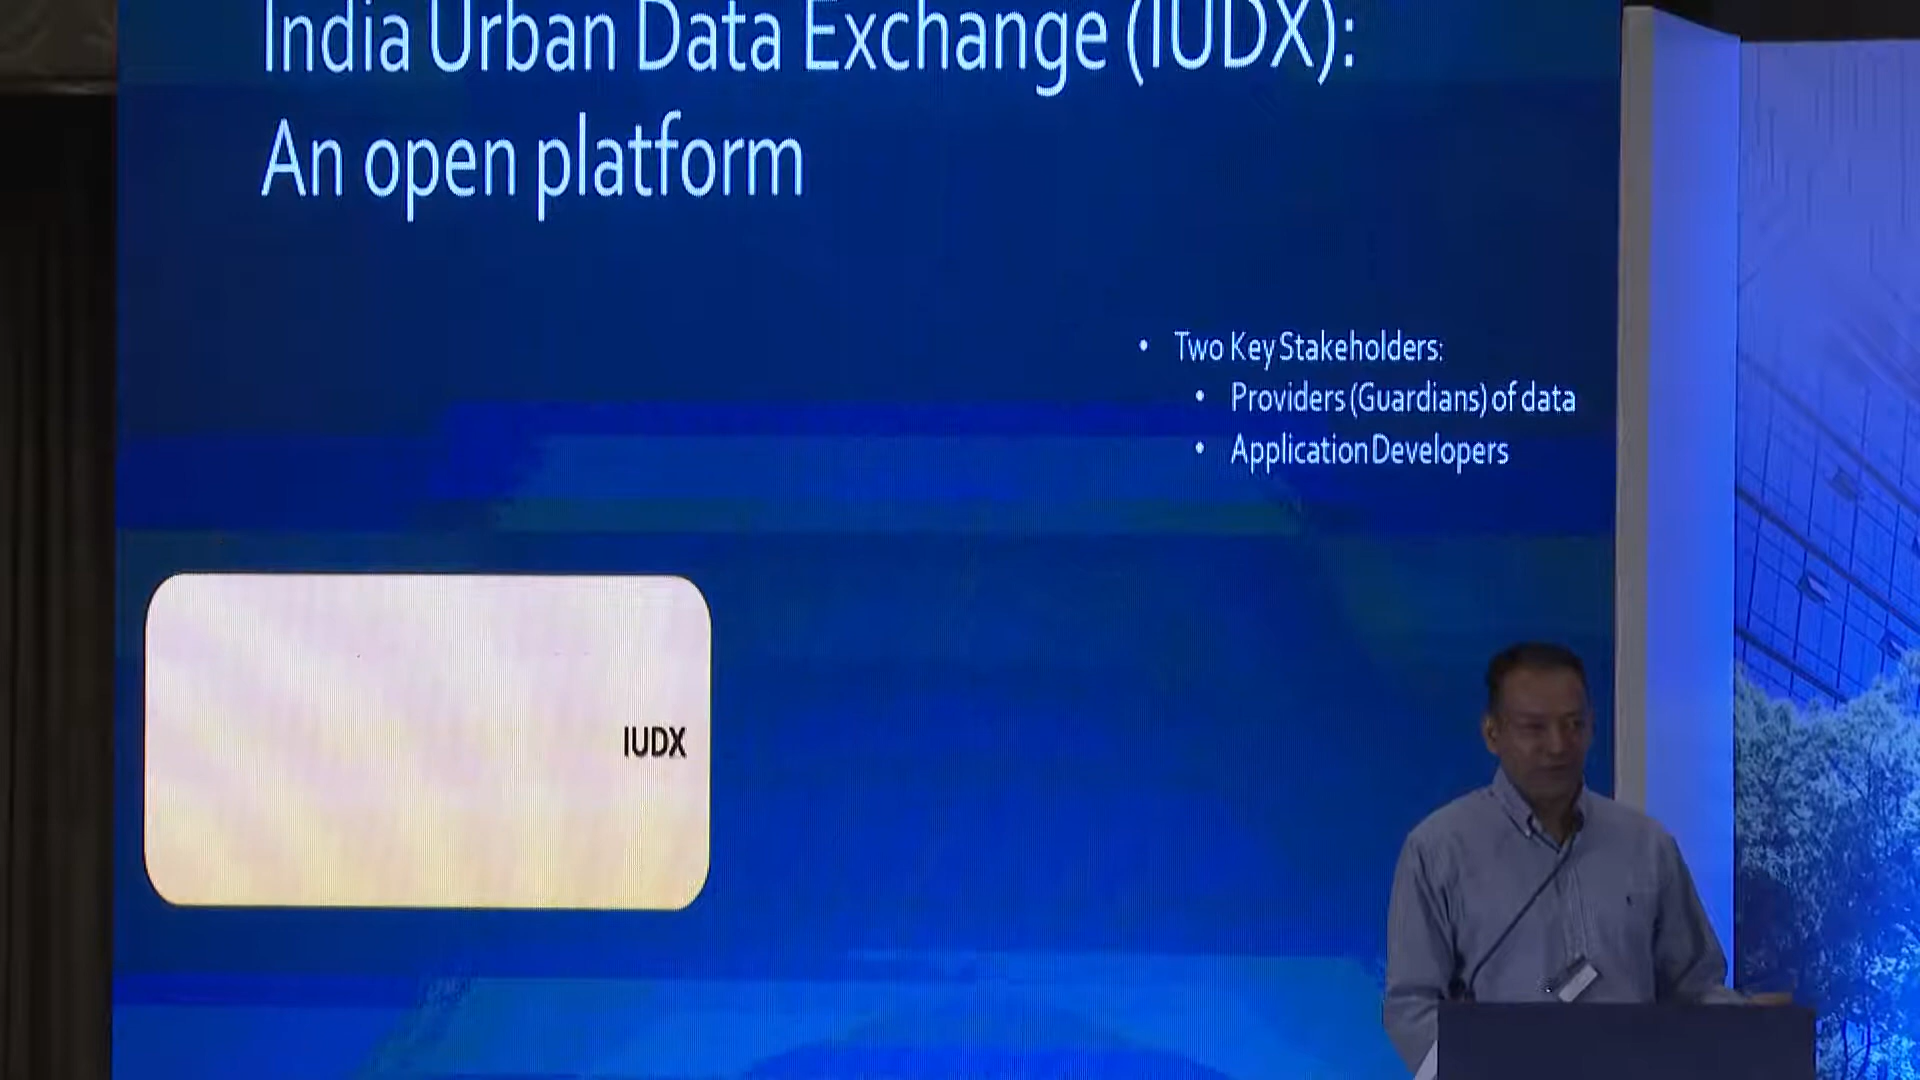 India Urban Data Exchange (IUDX):
An open platform
• Two Key Stakeholders:
• Providers (Guardians) of data
• Application Developers
IUDX